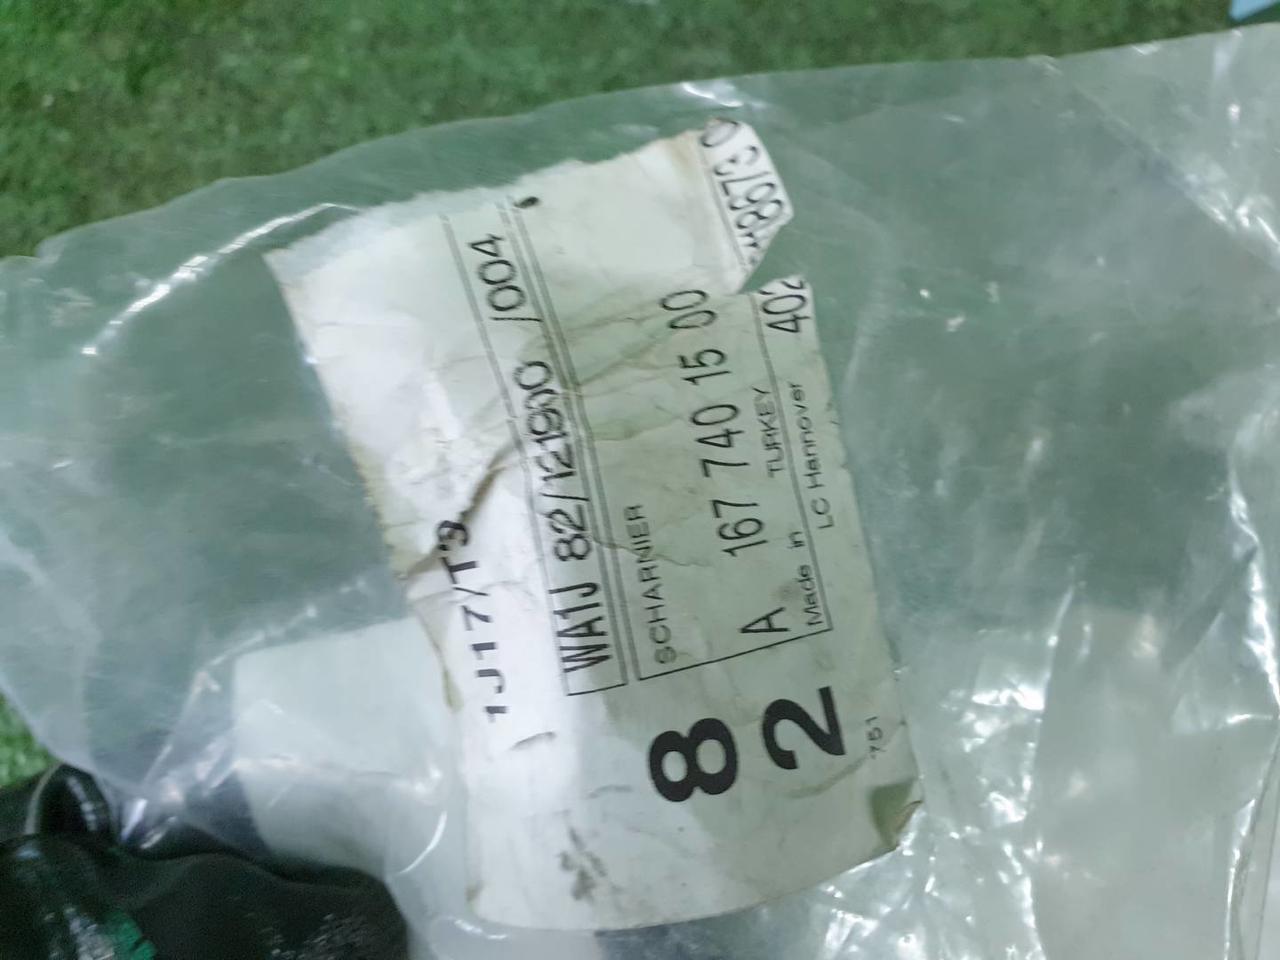 1J17/T3
WA1J 82/121900 /004
SCHARNIER
A 167 740 15 00
Made in TURKEY
LC Hannover
402
8
2
751